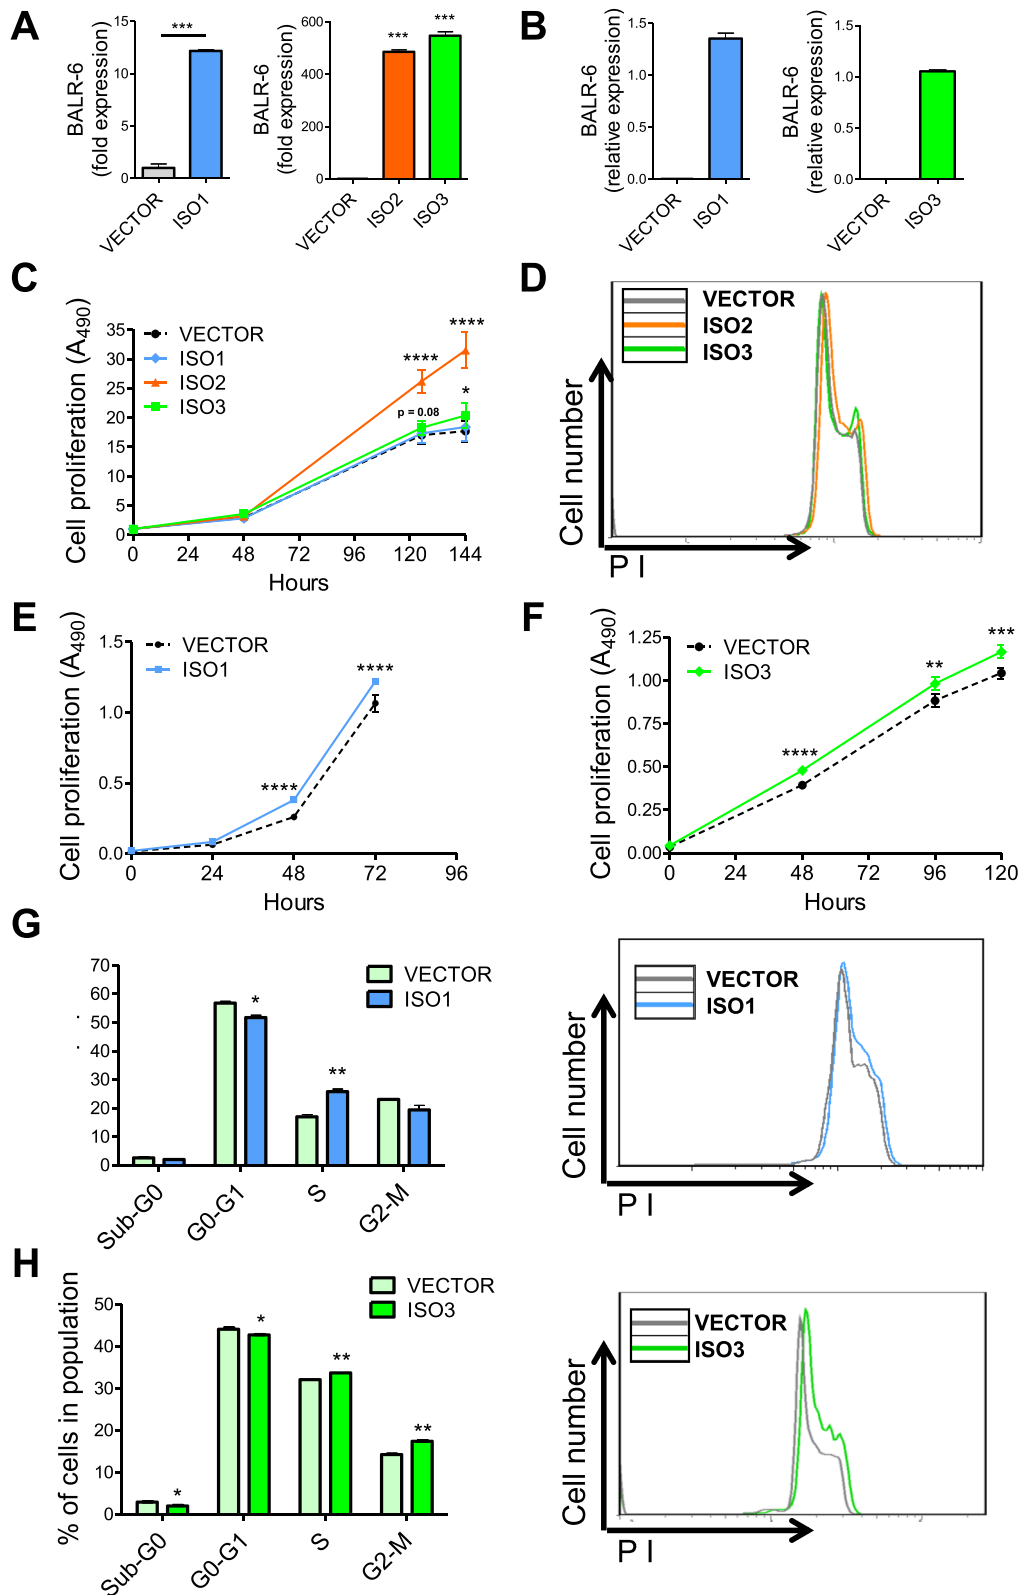 A
BALR-6
(fold expression)
15
10
5
0
***
VECTOR
ISO1
BALR-6
(fold expression)
600
400
200
0
***
***
VECTOR
ISO2
ISO3
B
BALR-6
(relative expression)
1.5
1.0
0.5
0.0
VECTOR
ISO1
BALR-6
(relative expression)
1.5
1.0
0.5
0.0
VECTOR
ISO3
C
Cell proliferation (A490)
35
30
25
20
15
10
5
0
VECTOR
ISO1
ISO2
ISO3
****
****
p = 0.08
*
0 24 48 72 96 120 144
Hours
D
VECTOR
ISO2
ISO3
Cell number
P I
E
Cell proliferation (A490)
1.5
1.0
0.5
0.0
VECTOR
ISO1
****
****
0 24 48 72 96
Hours
F
Cell proliferation (A490)
1.25
1.00
0.75
0.50
0.25
0.00
VECTOR
ISO3
****
**
***
0 24 48 72 96 120
Hours
G
70
60
50
40
30
20
10
0
VECTOR
ISO1
*
**
Sub-G0
G0-G1
S
G2-M
VECTOR
ISO1
Cell number
P I
H
% of cells in population
50
40
30
20
10
0
VECTOR
ISO3
*
*
**
**
Sub-G0
G0-G1
S
G2-M
VECTOR
ISO3
Cell number
P I